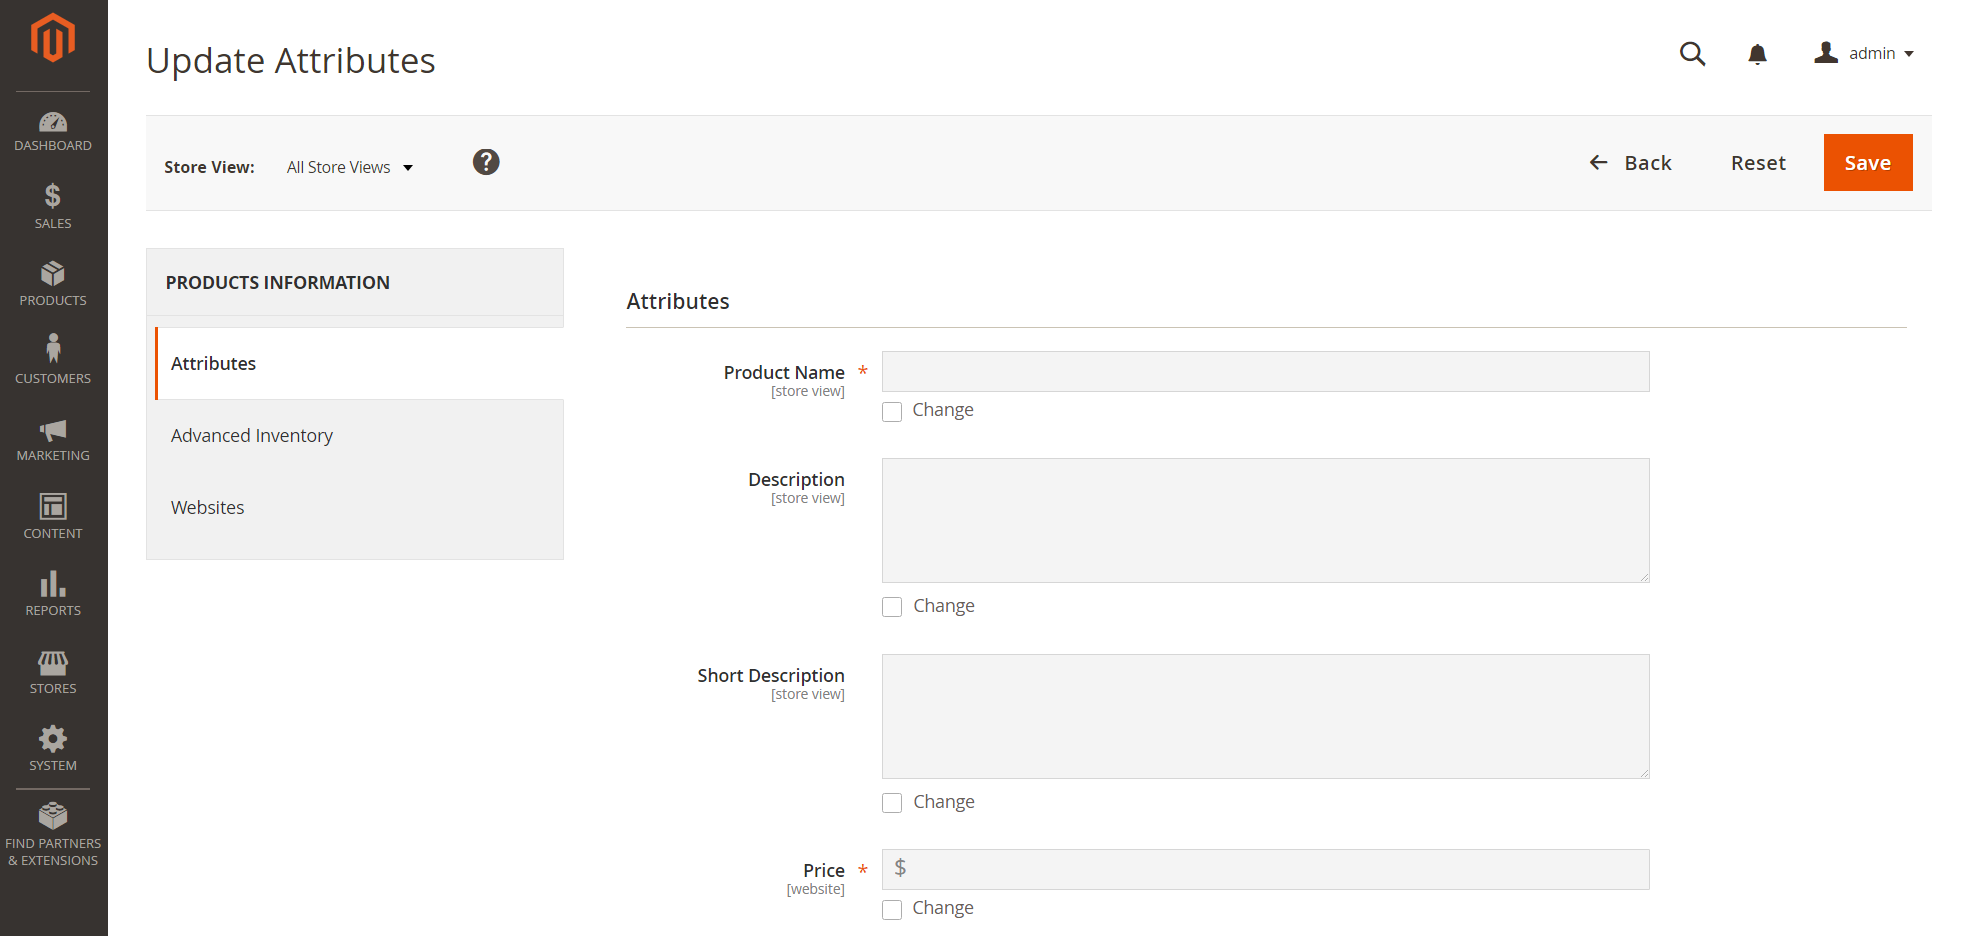 Update Attributes
admin
DASHBOARD
SALES
PRODUCTS
CUSTOMERS
MARKETING
CONTENT
REPORTS
STORES
SYSTEM
FIND PARTNERS
& EXTENSIONS
Store View: All Store Views ?
Back Reset Save
PRODUCTS INFORMATION
Attributes
Advanced Inventory
Websites
Attributes
Product Name *
[store view]
Change
Description
[store view]
Change
Short Description
[store view]
Change
Price * $
[website]
Change